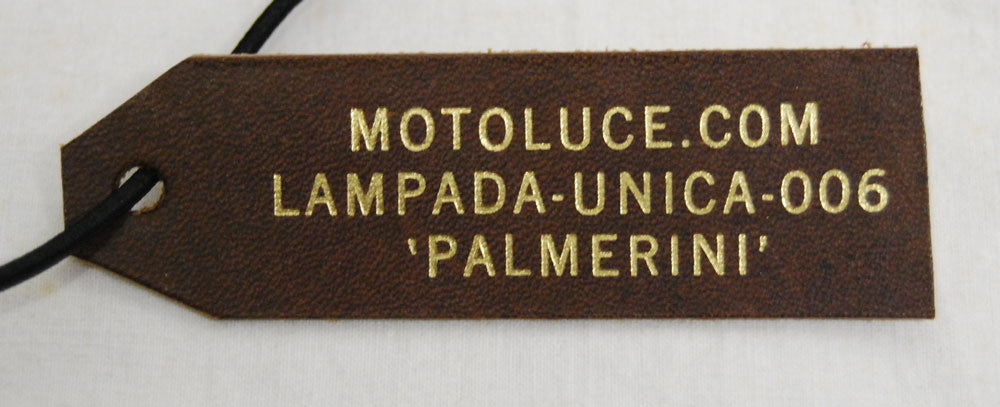 MOTOLUCE.COM
LAMPADA-UNICA-006
'PALMERINI'